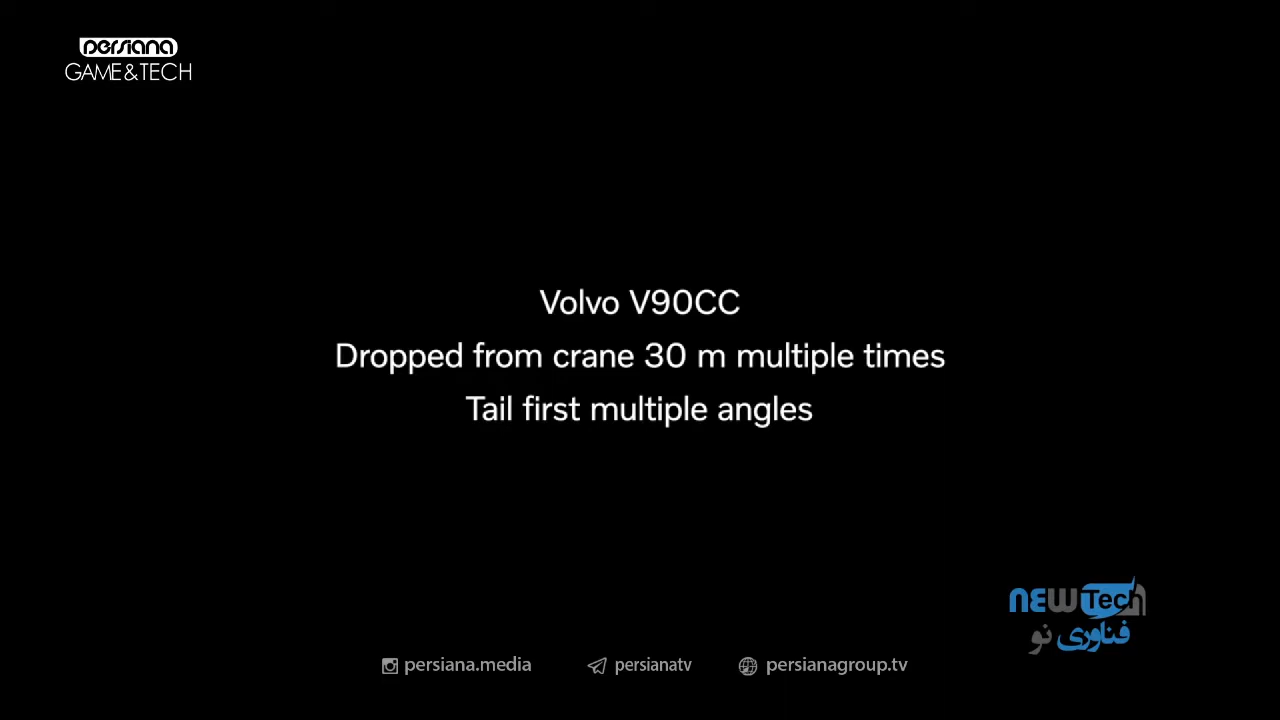 persiana
GAME&TECH
Volvo V90CC
Dropped from crane 30 m multiple times
Tail first multiple angles
NEW Tech
فناوری نو
persiana.media
persianatv
persianagroup.tv